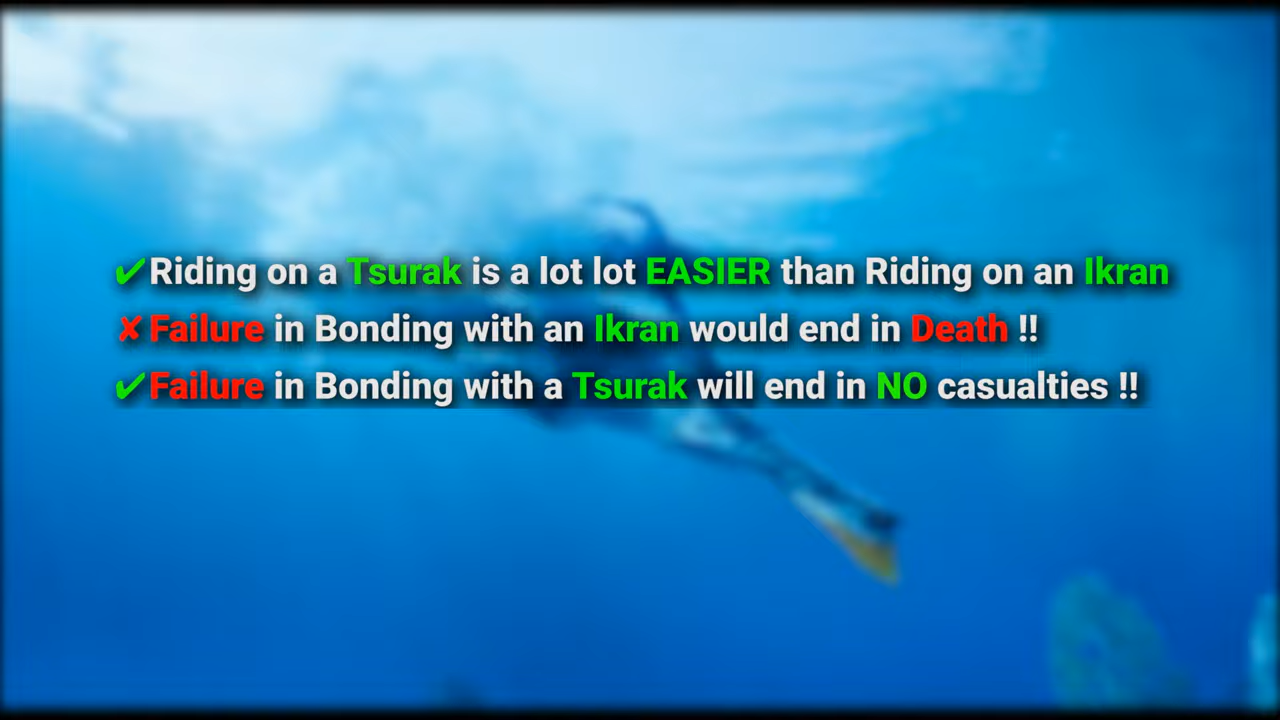 ✔Riding on a Tsurak is a lot lot EASIER than Riding on an Ikran
✘Failure in Bonding with an Ikran would end in Death !!
✔Failure in Bonding with a Tsurak will end in NO casualties !!